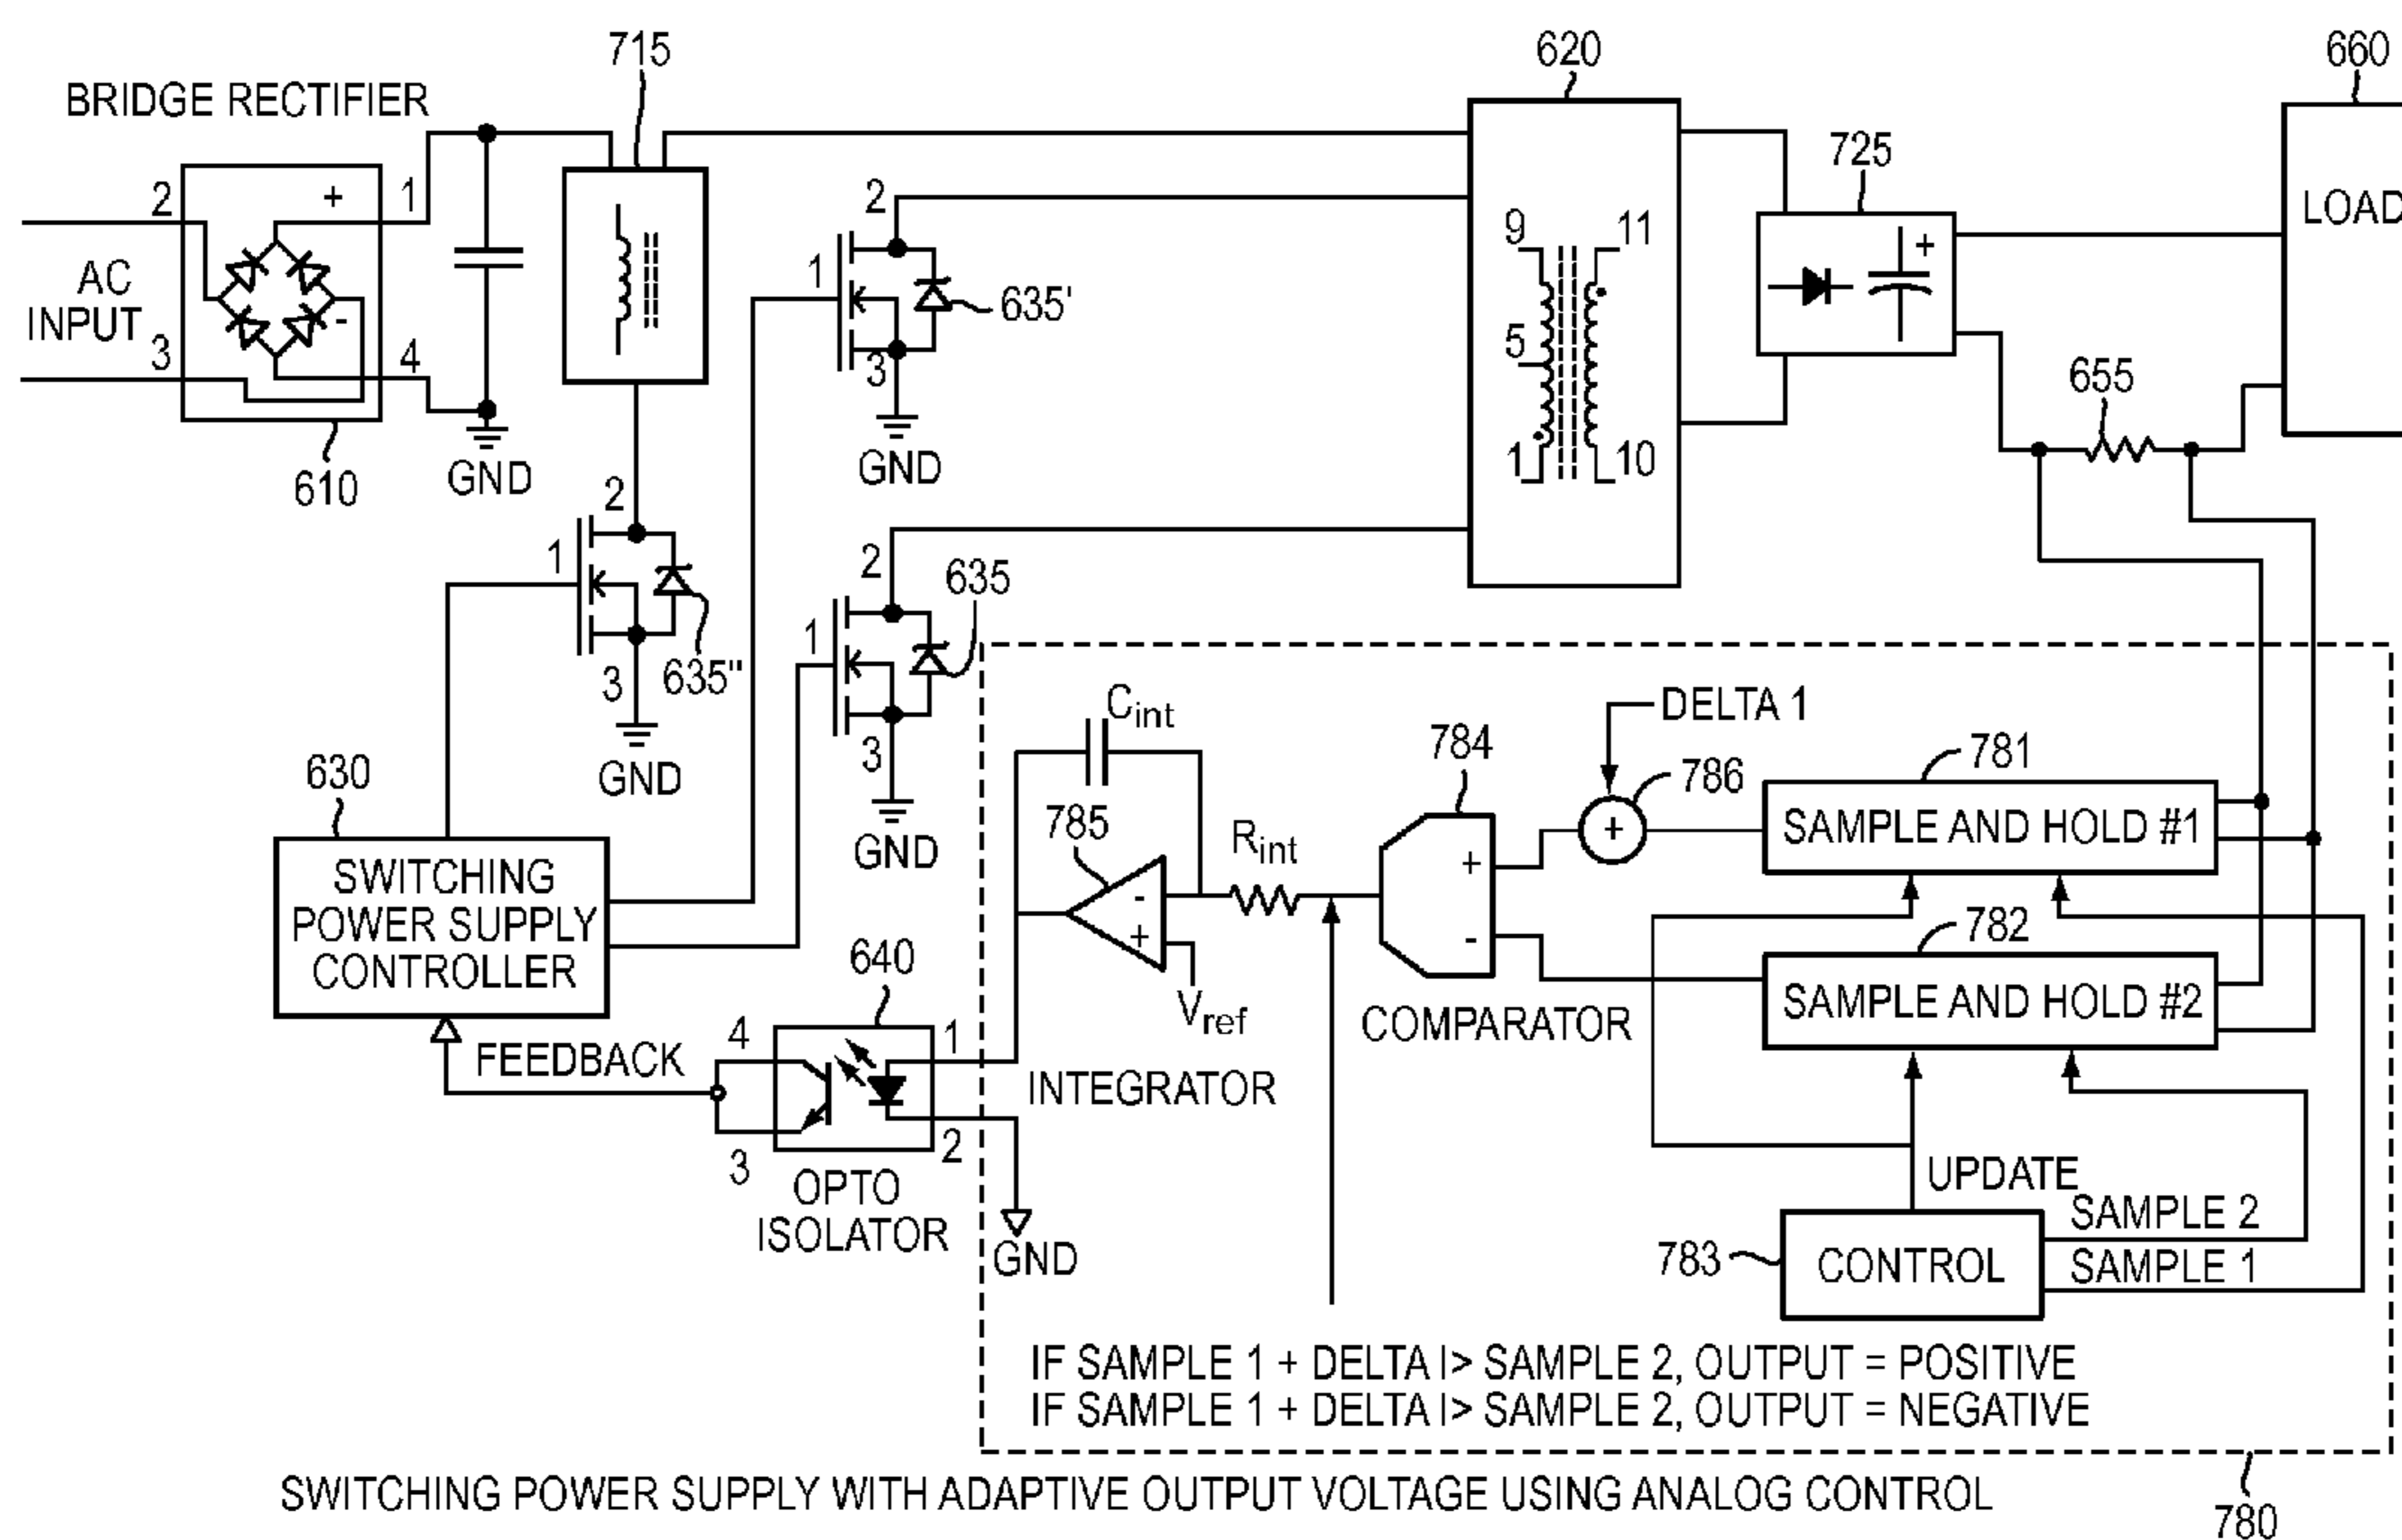 715
620
660
BRIDGE RECTIFIER
725
2
+
1
2
LOAD
9
11
+
AC
INPUT
1
635'
-
5
3
4
3
655
1
10
GND
GND
610
2
2
635
1
1
635"
3
C int
DELTA 1
784
781
630
3
GND
786
785
R int
+
SAMPLE AND HOLD #1
+
GND
SWITCHING
POWER SUPPLY
CONTROLLER
-
+
-
782
640
V ref
COMPARATOR
SAMPLE AND HOLD #2
4
1
FEEDBACK
INTEGRATOR
3
2
OPTO
ISOLATOR
UPDATE
SAMPLE 2
GND
783
CONTROL
SAMPLE 1
IF SAMPLE 1 + DELTA I> SAMPLE 2, OUTPUT = POSITIVE
IF SAMPLE 1 + DELTA I> SAMPLE 2, OUTPUT = NEGATIVE
SWITCHING POWER SUPPLY WITH ADAPTIVE OUTPUT VOLTAGE USING ANALOG CONTROL
780